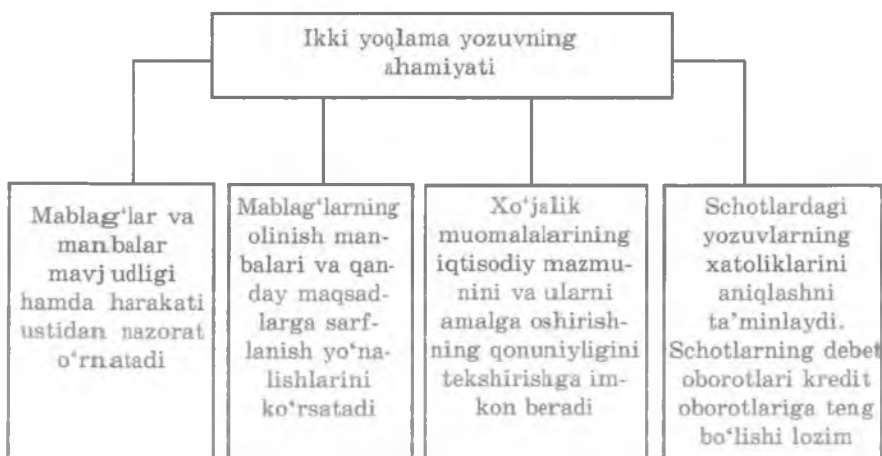 Ikki yoqlama yozuvning
ahamiyati
Mablag‘lar va
manbalar
mavjudligi
hamda harakati
ustidan nazorat
o‘rnatadi
Mablag‘larning
olinish man-
balari va qan-
day maqsad-
larga sarf-
lanish yo‘na-
lishlarini
ko‘rsatadi
Xo‘jalik
muomalalarining
iqtisodiy mazmu-
nini va ularni
amalga oshirish-
ning qonuniyligini
tekshirishga im-
kon beradi
Schotlardagi
yozuvlarning
xatoliklarini
aniqlashni
ta’minlaydi.
Schotlarning debet
oborotlari kredit
oborotlariga teng
bo‘lishi lozim